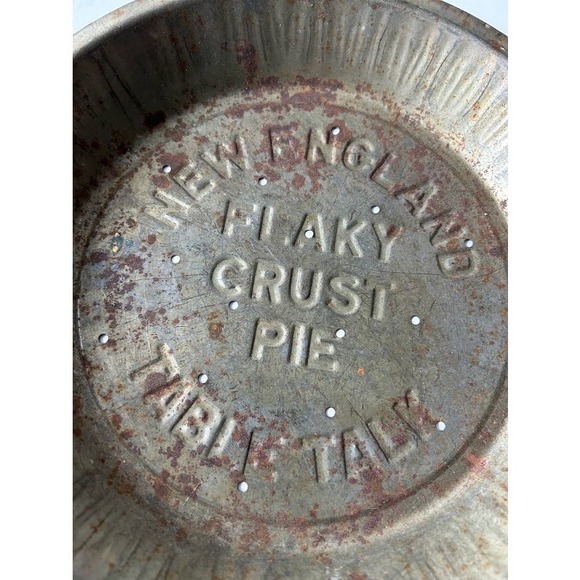 NEW ENGLAND
FLAKY
CRUST
PIE
TABLE TALK